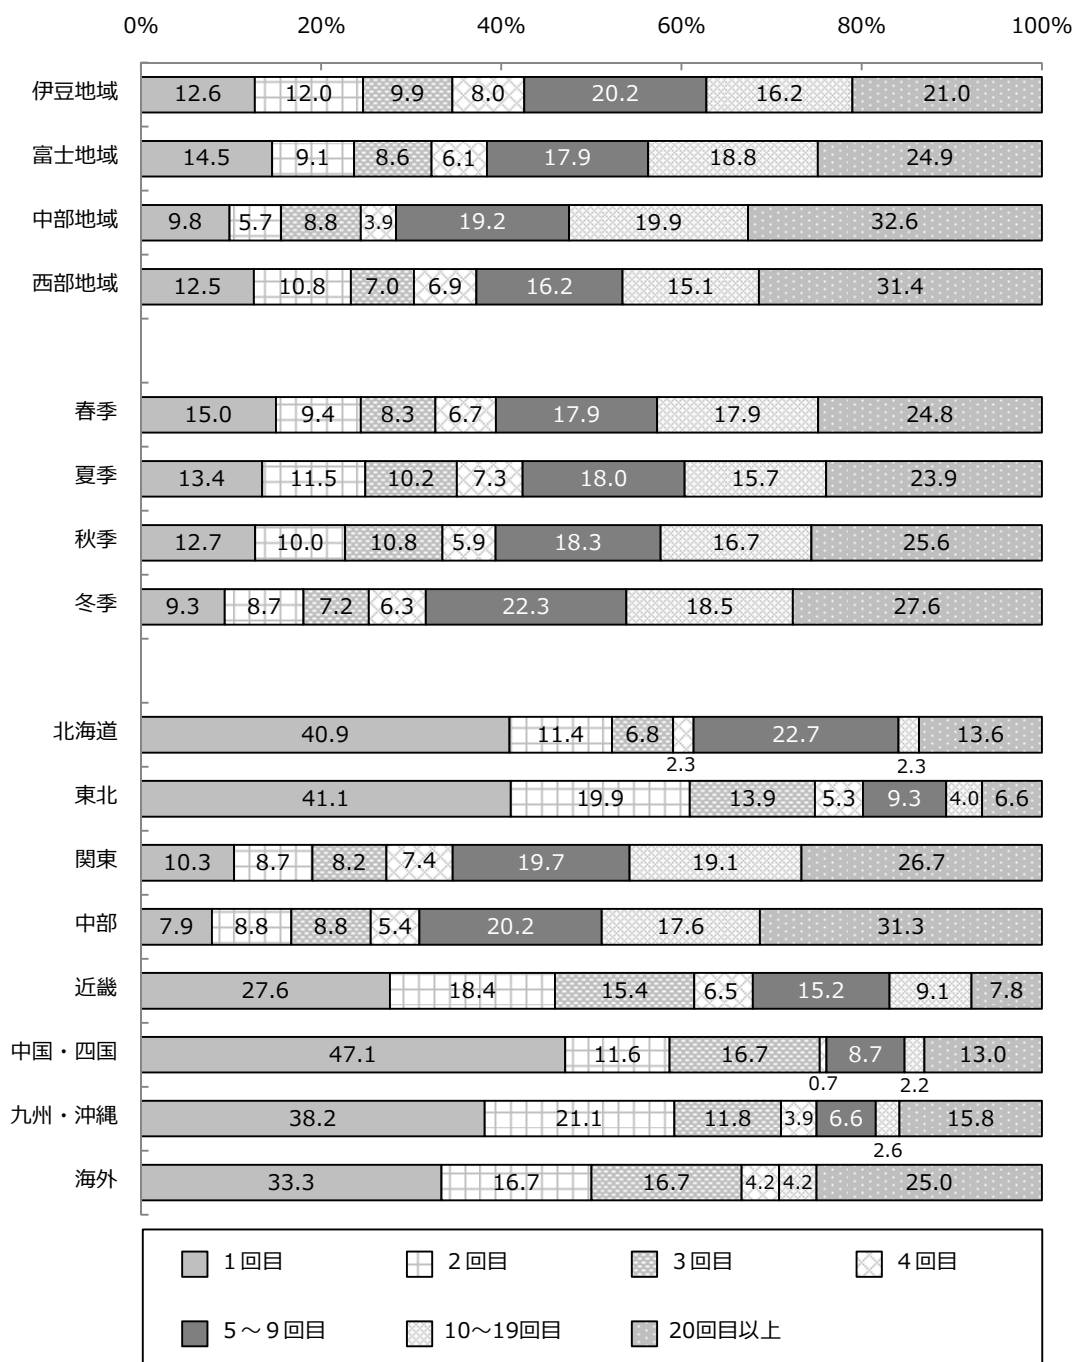 0% 20% 40% 60% 80% 100%
伊豆地域 12.6 12.0 9.9 8.0 20.2 16.2 21.0
富士地域 14.5 9.1 8.6 6.1 17.9 18.8 24.9
中部地域 9.8 5.7 8.8 3.9 19.2 19.9 32.6
西部地域 12.5 10.8 7.0 6.9 16.2 15.1 31.4
春季 15.0 9.4 8.3 6.7 17.9 17.9 24.8
夏季 13.4 11.5 10.2 7.3 18.0 15.7 23.9
秋季 12.7 10.0 10.8 5.9 18.3 16.7 25.6
冬季 9.3 8.7 7.2 6.3 22.3 18.5 27.6
北海道 40.9 11.4 6.8 22.7 13.6
2.3 2.3
東北 41.1 19.9 13.9 5.3 9.3 4.0 6.6
関東 10.3 8.7 8.2 7.4 19.7 19.1 26.7
中部 7.9 8.8 8.8 5.4 20.2 17.6 31.3
近畿 27.6 18.4 15.4 6.5 15.2 9.1 7.8
中国・四国 47.1 11.6 16.7 8.7 13.0
0.7 2.2
九州・沖縄 38.2 21.1 11.8 3.9 6.6 15.8
2.6
海外 33.3 16.7 16.7 4.2 4.2 25.0
1回目 2回目 3回目 4回目
5～9回目 10～19回目 20回目以上